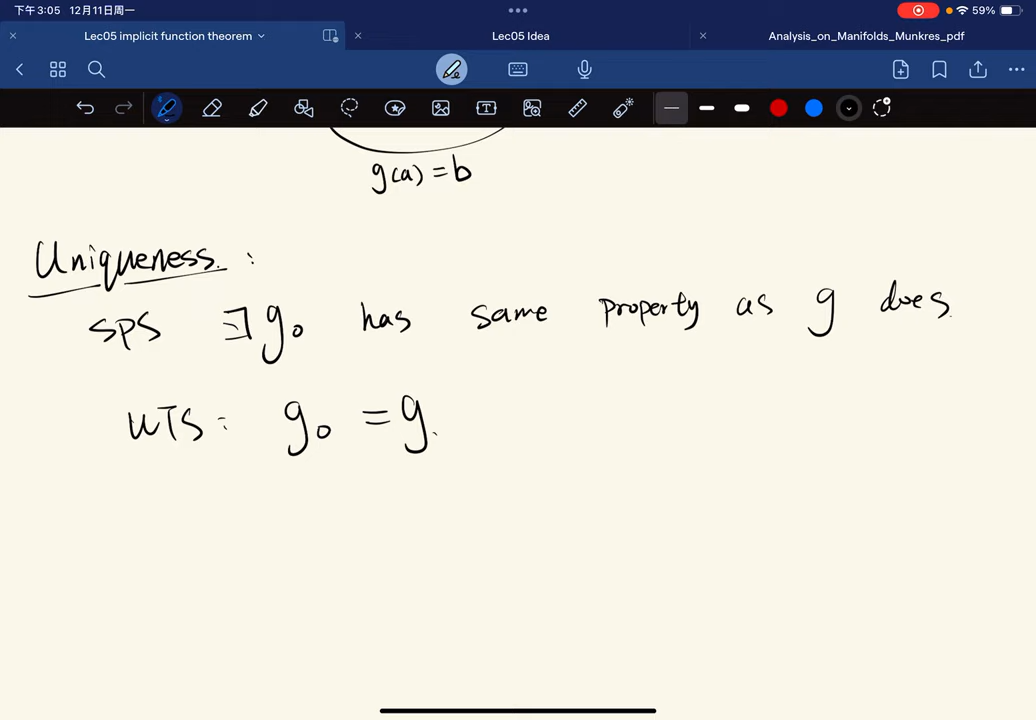 下午3:05 12月11日周一
59%
Lec05 implicit function theorem
Lec05 Idea
Analysis_on_Manifolds_Munkres_pdf
g(a) = b
Uniqueness :
sps ∃ g₀ has same property as g does.
WTS : g₀ = g.